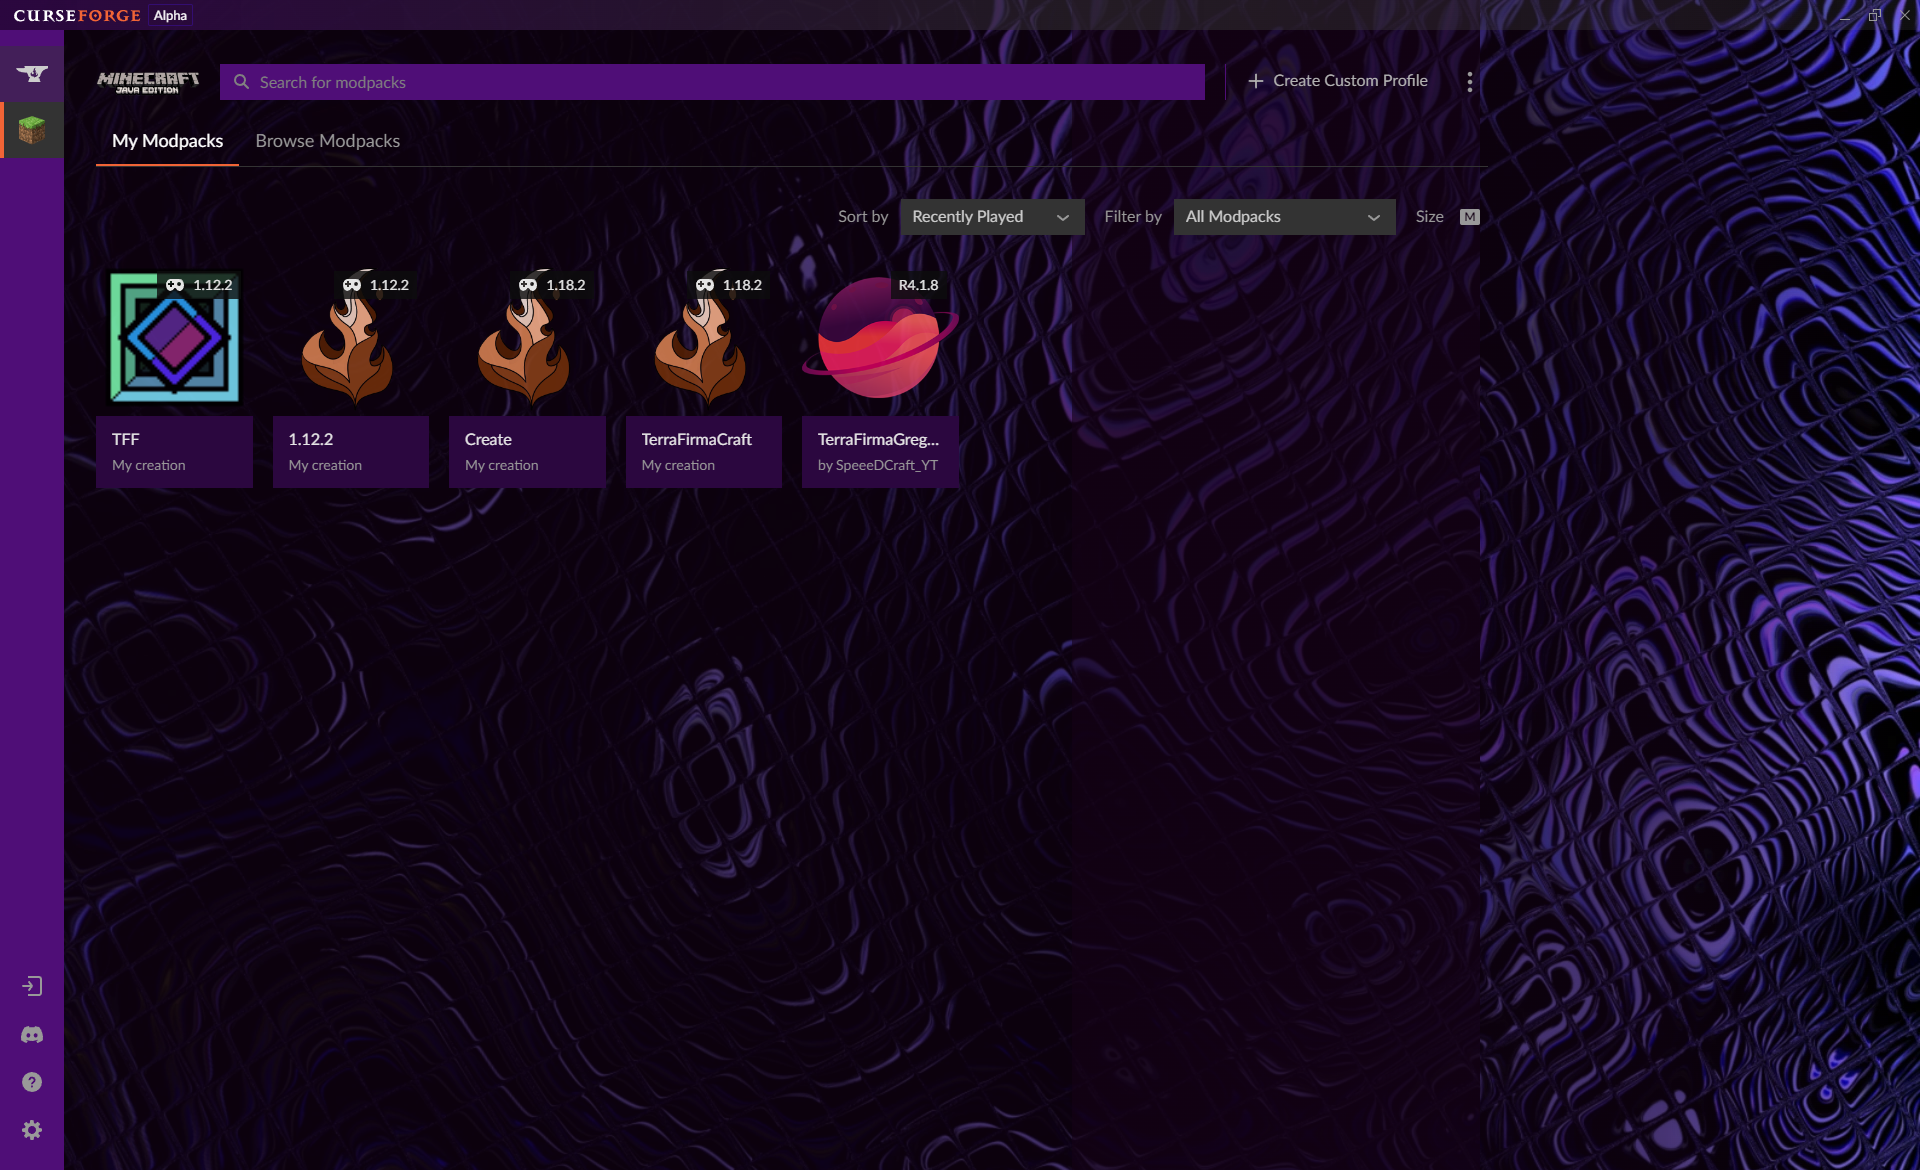 CURSEFORGE Alpha
MINECRAFT
JAVA EDITION
Search for modpacks
Create Custom Profile
My Modpacks
Browse Modpacks
Sort by
Recently Played
Filter by
All Modpacks
Size
M
1.12.2
1.12.2
1.18.2
1.18.2
R4.1.8
TFF
My creation
1.12.2
My creation
Create
My creation
TerraFirmaCraft
My creation
TerraFirmaGreg...
by SpeeeDCraft_YT